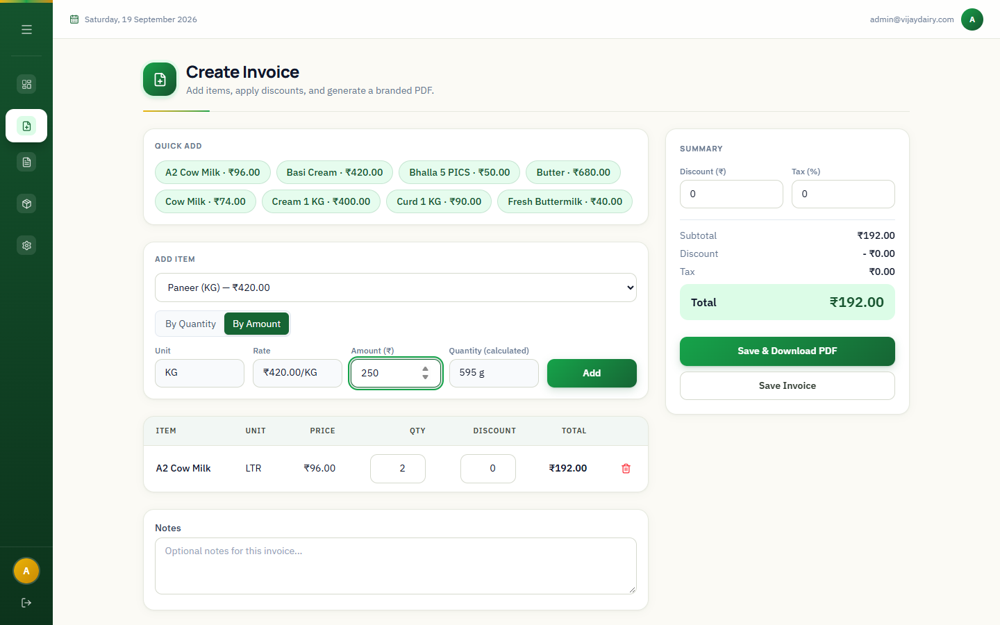 Saturday, 19 September 2026
admin@vijaydairy.com
A
Create Invoice
Add items, apply discounts, and generate a branded PDF.
QUICK ADD
A2 Cow Milk · ₹96.00
Basi Cream · ₹420.00
Bhalla 5 PICS · ₹50.00
Butter · ₹680.00
Cow Milk · ₹74.00
Cream 1 KG · ₹400.00
Curd 1 KG · ₹90.00
Fresh Buttermilk · ₹40.00
ADD ITEM
Paneer (KG) — ₹420.00
By Quantity
By Amount
Unit
Rate
Amount (₹)
Quantity (calculated)
KG
₹420.00/KG
250
595 g
Add
ITEM UNIT PRICE QTY DISCOUNT TOTAL
A2 Cow Milk LTR ₹96.00 2 0 ₹192.00
Notes
Optional notes for this invoice...
SUMMARY
Discount (₹)
Tax (%)
0
0
Subtotal ₹192.00
Discount - ₹0.00
Tax ₹0.00
Total ₹192.00
Save & Download PDF
Save Invoice
A